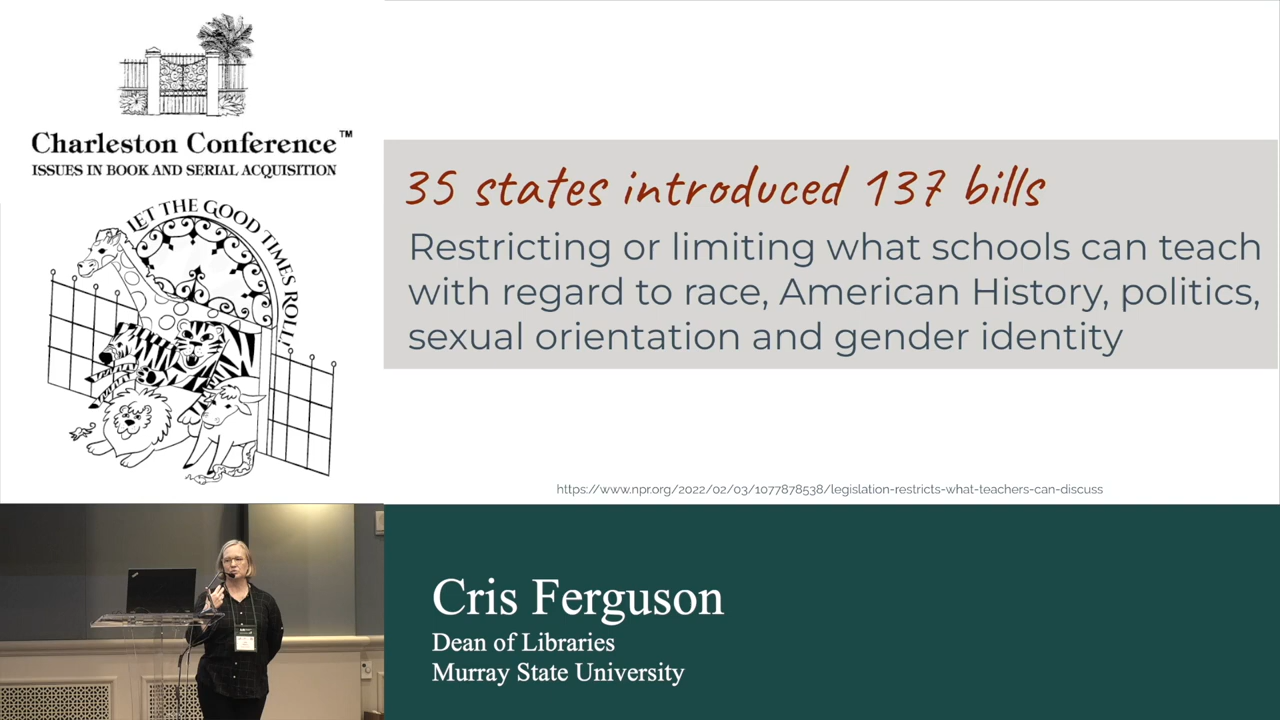 Charleston Conference™
ISSUES IN BOOK AND SERIAL ACQUISITION
LET THE GOOD TIMES ROLL!
35 states introduced 137 bills
Restricting or limiting what schools can teach
with regard to race, American History, politics,
sexual orientation and gender identity
https://www.npr.org/2022/02/03/1077878538/legislation-restricts-what-teachers-can-discuss
Cris Ferguson
Dean of Libraries
Murray State University